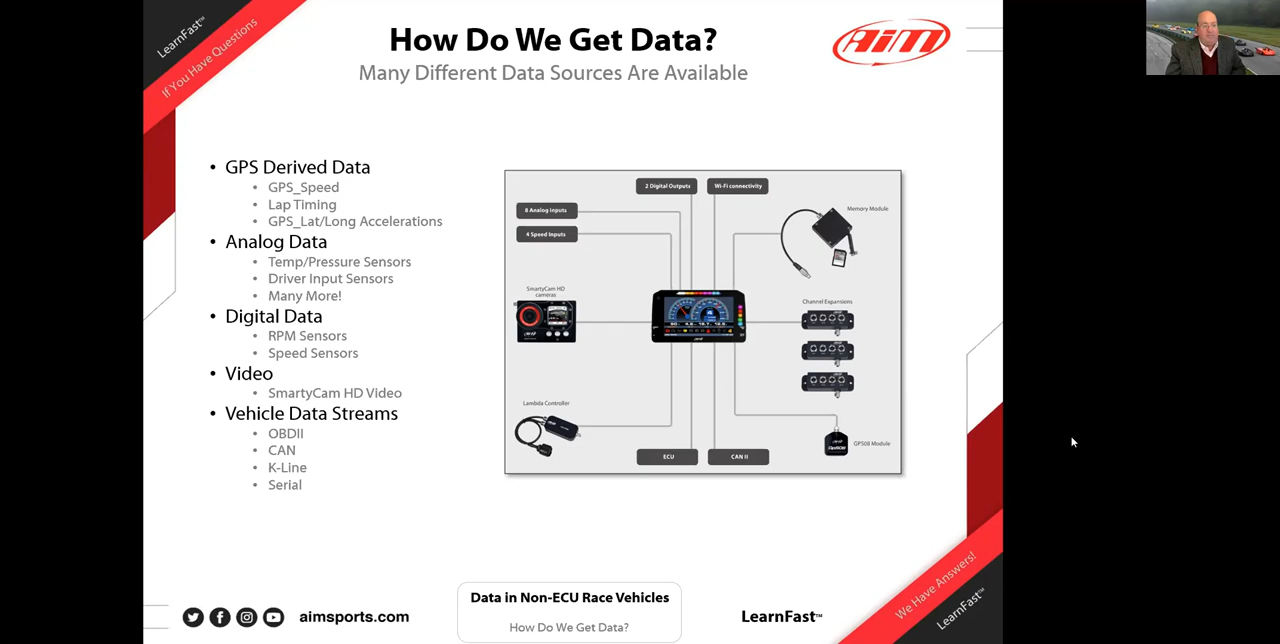 LearnFast™
If You Have Questions
How Do We Get Data?
Many Different Data Sources Are Available
AiM
• GPS Derived Data
• GPS_Speed
• Lap Timing
• GPS_Lat/Long Accelerations
• Analog Data
• Temp/Pressure Sensors
• Driver Input Sensors
• Many More!
• Digital Data
• RPM Sensors
• Speed Sensors
• Video
• SmartyCam HD Video
• Vehicle Data Streams
• OBDII
• CAN
• K-Line
• Serial
2 Digital Outputs
Wi-Fi connectivity
8 Analog Inputs
4 Speed Inputs
Memory Module
SmartyCam HD
cameras
Channel Expansions
Lambda Controller
GPS08 Module
ECU
CAN II
We Have Answers!
LearnFast™
aimsports.com
Data in Non-ECU Race Vehicles
How Do We Get Data?
LearnFast™